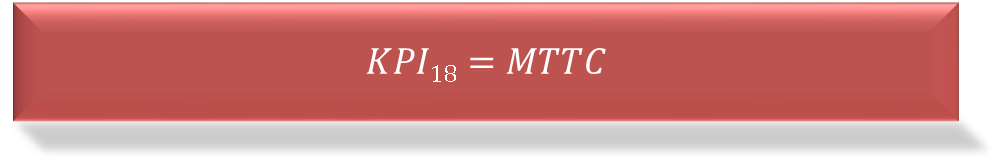 KPI₁₈ = MTTC